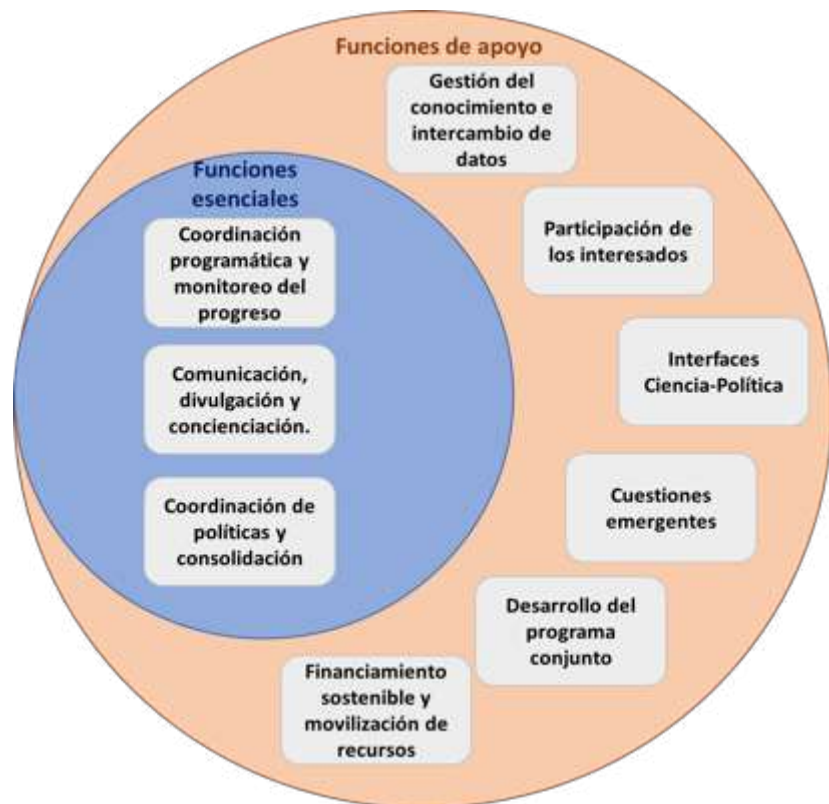 Funciones de apoyo
Gestión del
conocimiento e
intercambio de
datos
Funciones
esenciales
Coordinación
programática y
monitoreo del
progreso
Participación de
los interesados
Comunicación,
divulgación y
concienciación.
Interfaces
Ciencia-Política
Coordinación de
políticas y
consolidación
Cuestiones
emergentes
Desarrollo del
programa
conjunto
Financiamiento
sostenible y
movilización de
recursos